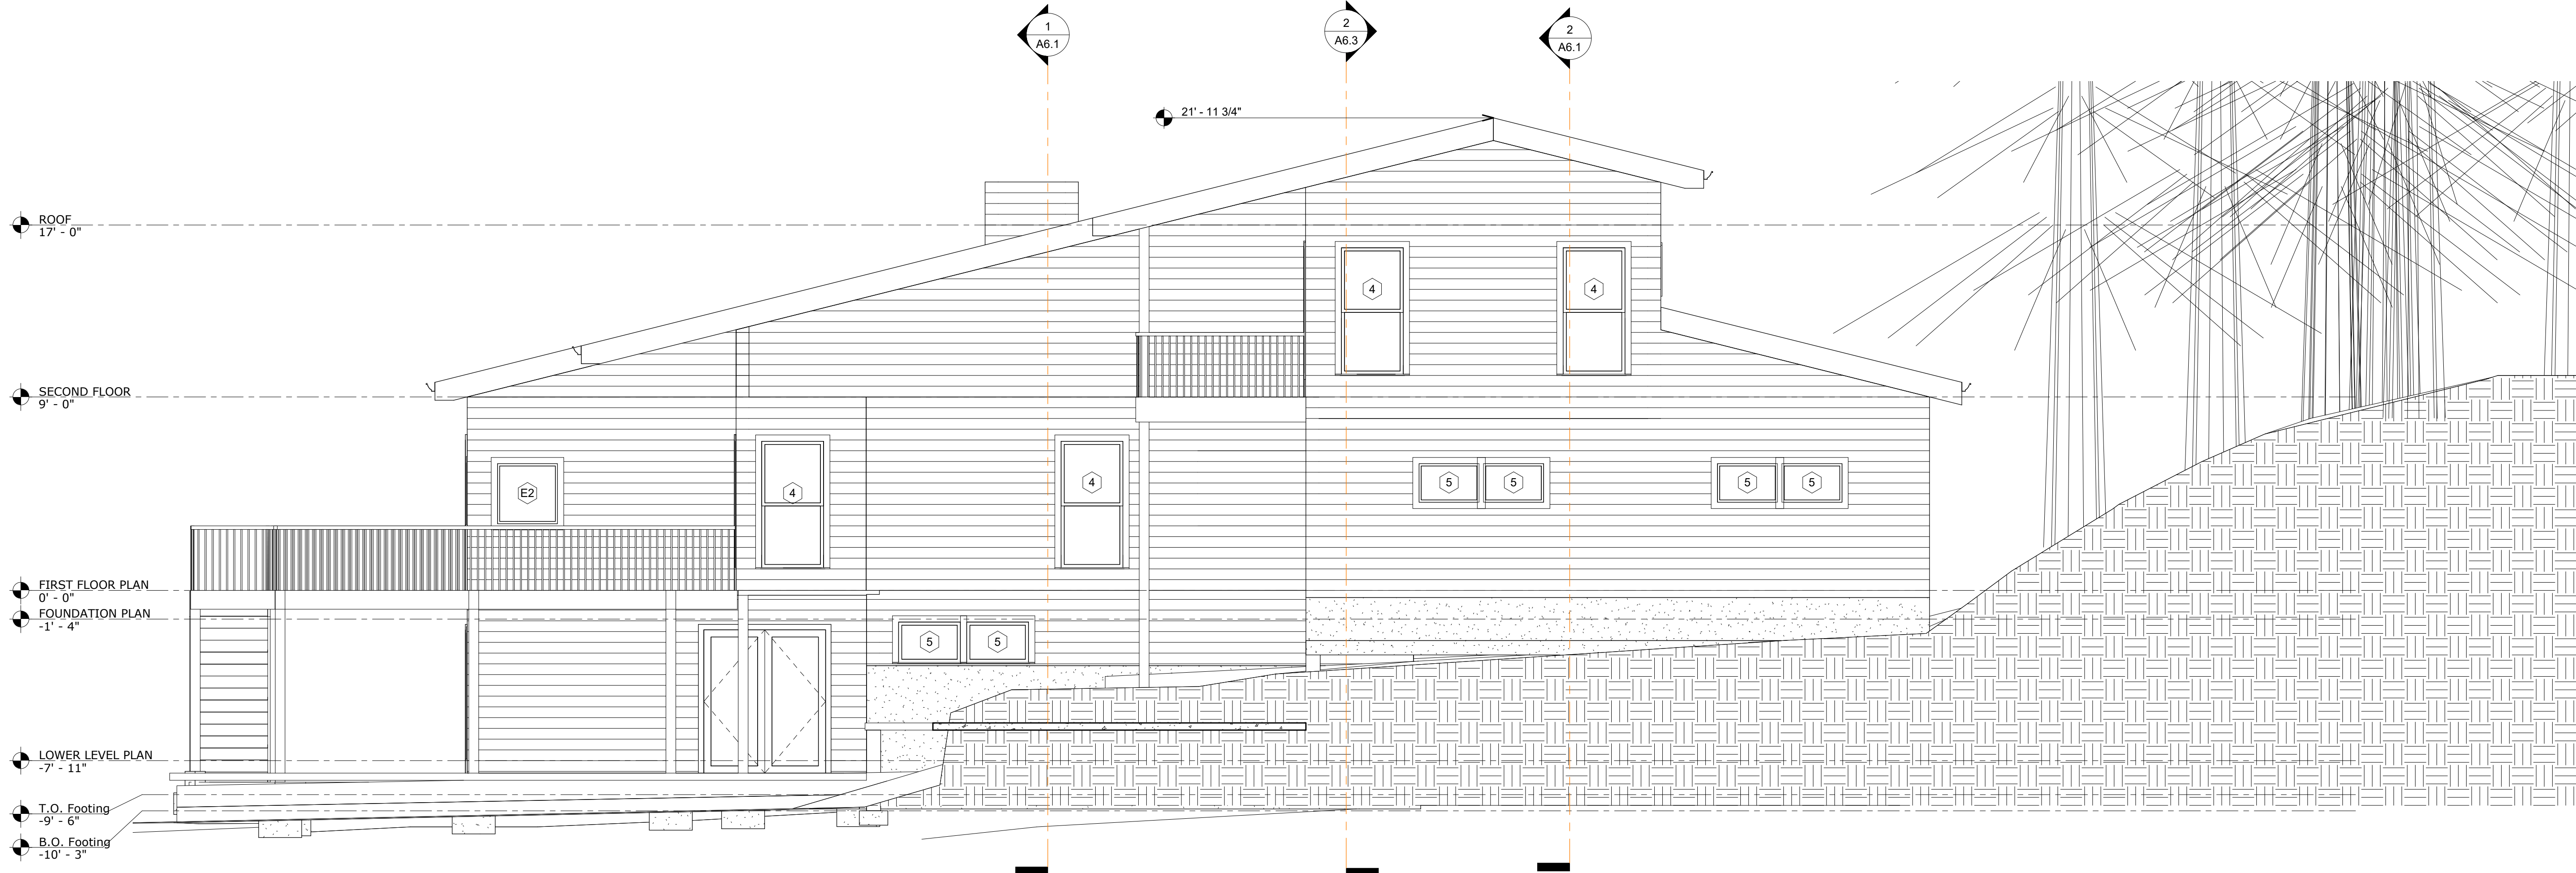 1
A6.1
2
A6.3
2
A6.1
21' - 11 3/4"
ROOF
17' - 0"
4
4
SECOND FLOOR
9' - 0"
E2
4
4
5
5
5
5
FIRST FLOOR PLAN
0' - 0"
FOUNDATION PLAN
-1' - 4"
5
5
LOWER LEVEL PLAN
-7' - 11"
T.O. Footing
-9' - 6"
B.O. Footing
-10' - 3"